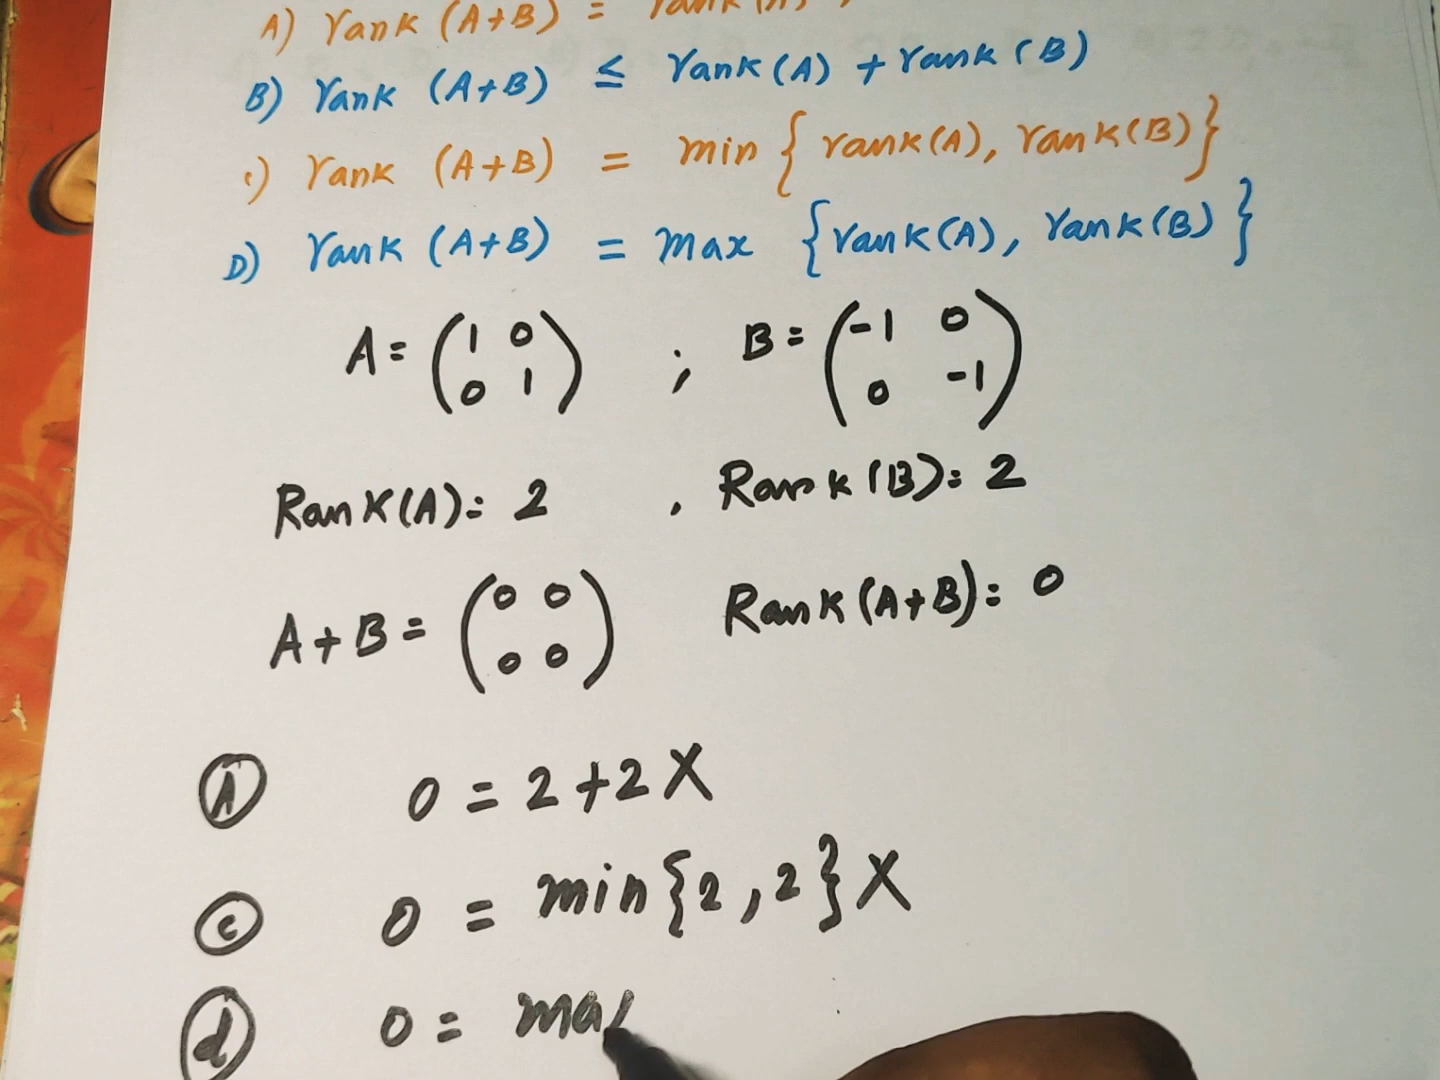 A) rank (A+B) =
B) rank (A+B) ≤ rank(A) + rank(B)
c) rank (A+B) = min { rank(A), rank(B)}
D) rank (A+B) = max {rank(A), rank(B)}
A = (1 0 0 1) ; B = (-1 0 0 -1)
Rank(A) = 2 , Rank(B) = 2
A+B = (0 0 0 0) Rank(A+B) = 0
A 0 = 2+2 X
c 0 = min{2,2} X
d 0 =